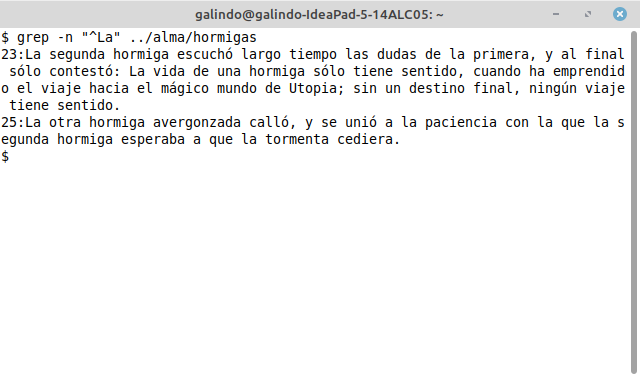 galindo@galindo-IdeaPad-5-14ALC05: ~
$ grep -n "^La" ../alma/hormigas
23:La segunda hormiga escuchó largo tiempo las dudas de la primera, y al final
 sólo contestó: La vida de una hormiga sólo tiene sentido, cuando ha emprendid
o el viaje hacia el mágico mundo de Utopia; sin un destino final, ningún viaje
 tiene sentido.
25:La otra hormiga avergonzada calló, y se unió a la paciencia con la que la s
egunda hormiga esperaba a que la tormenta cediera.
$